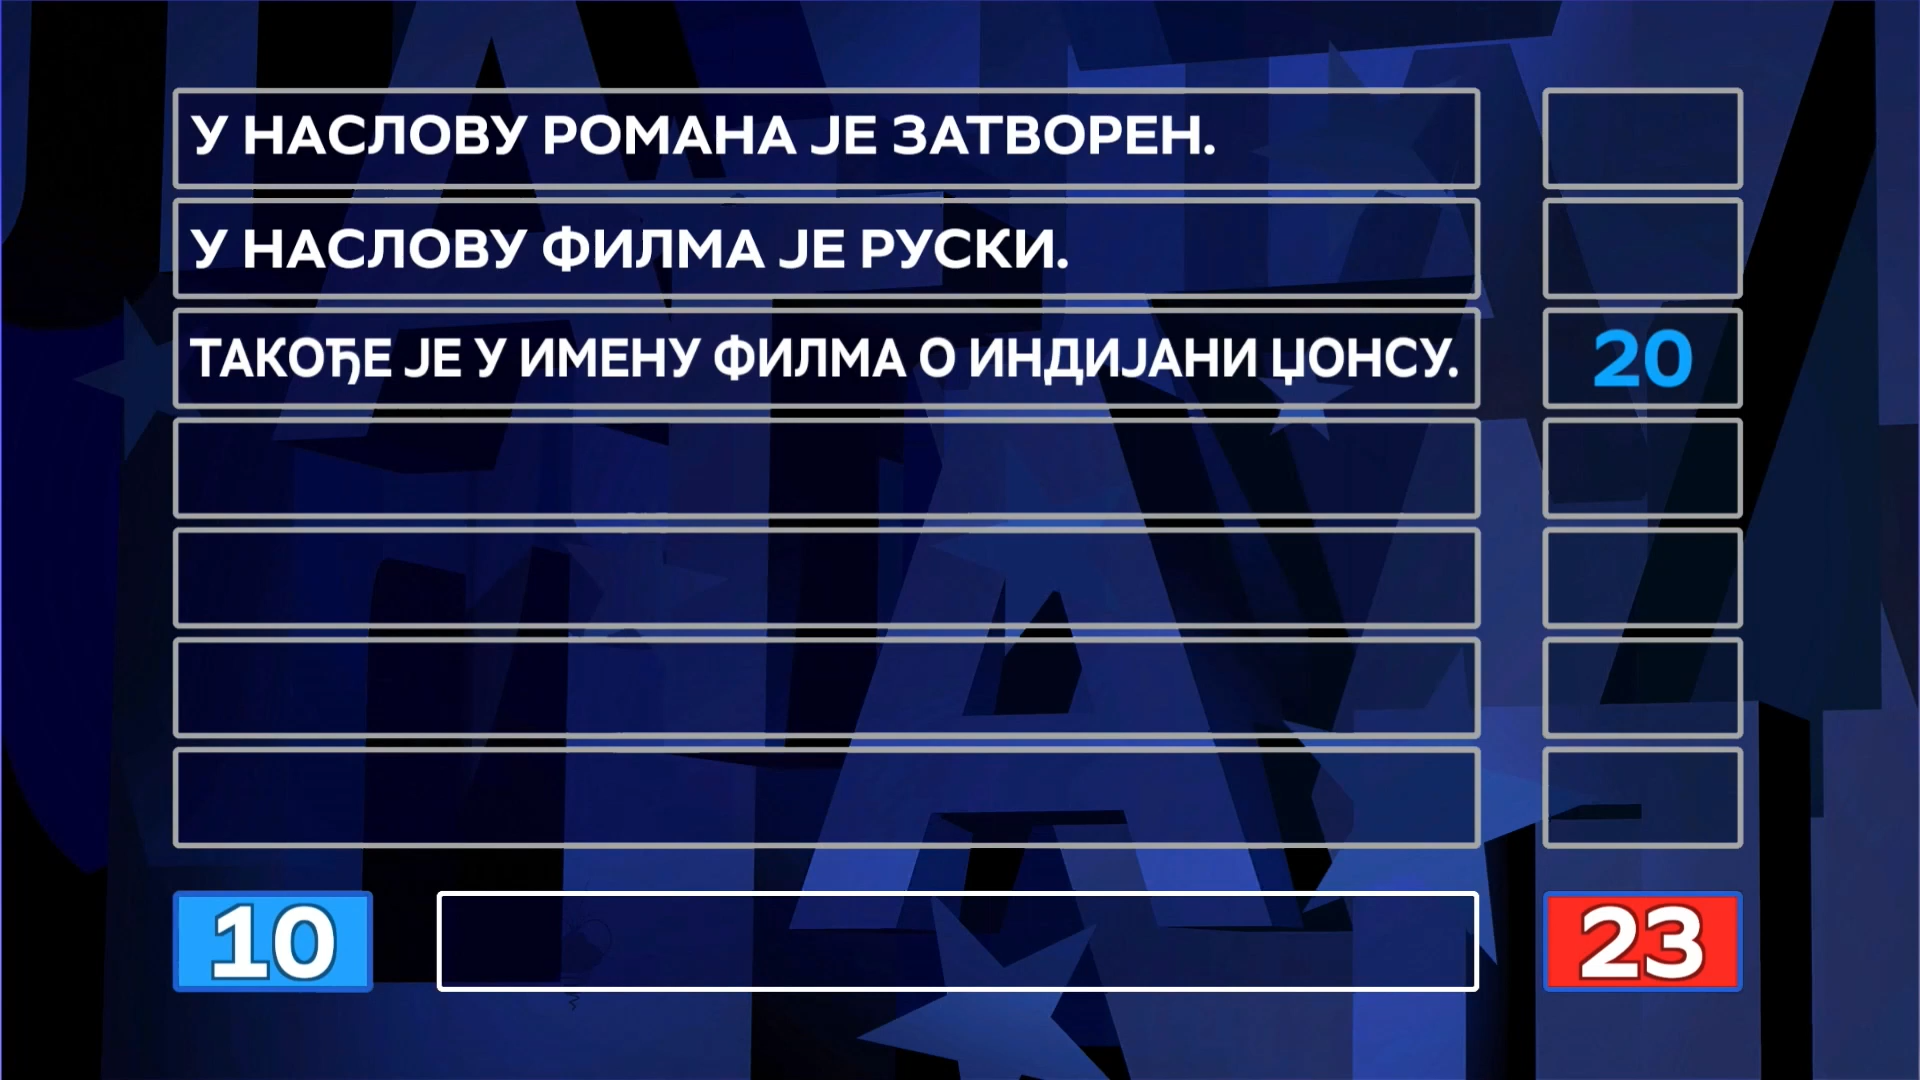 У НАСЛОВУ РОМАНА ЈЕ ЗАТВОРЕН.
У НАСЛОВУ ФИЛМА ЈЕ РУСКИ.
ТАКОЂЕ ЈЕ У ИМЕНУ ФИЛМА О ИНДИЈАНИ ЏОНСУ.
20
10
23